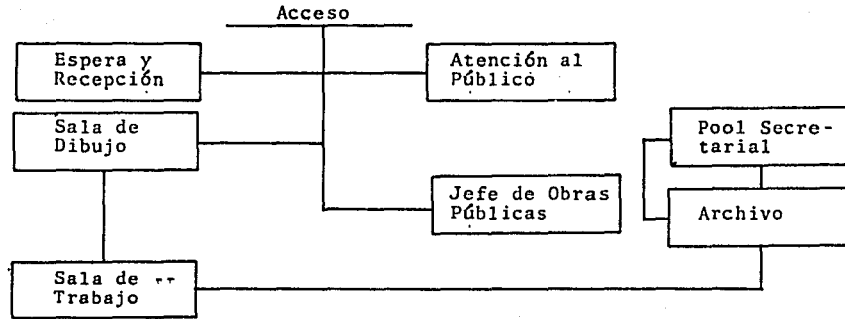 Acceso
Espera y
Recepción
Atención al
Público
Sala de
Dibujo
Pool Secre-
tarial
Jefe de Obras
Públicas
Archivo
Sala de
Trabajo